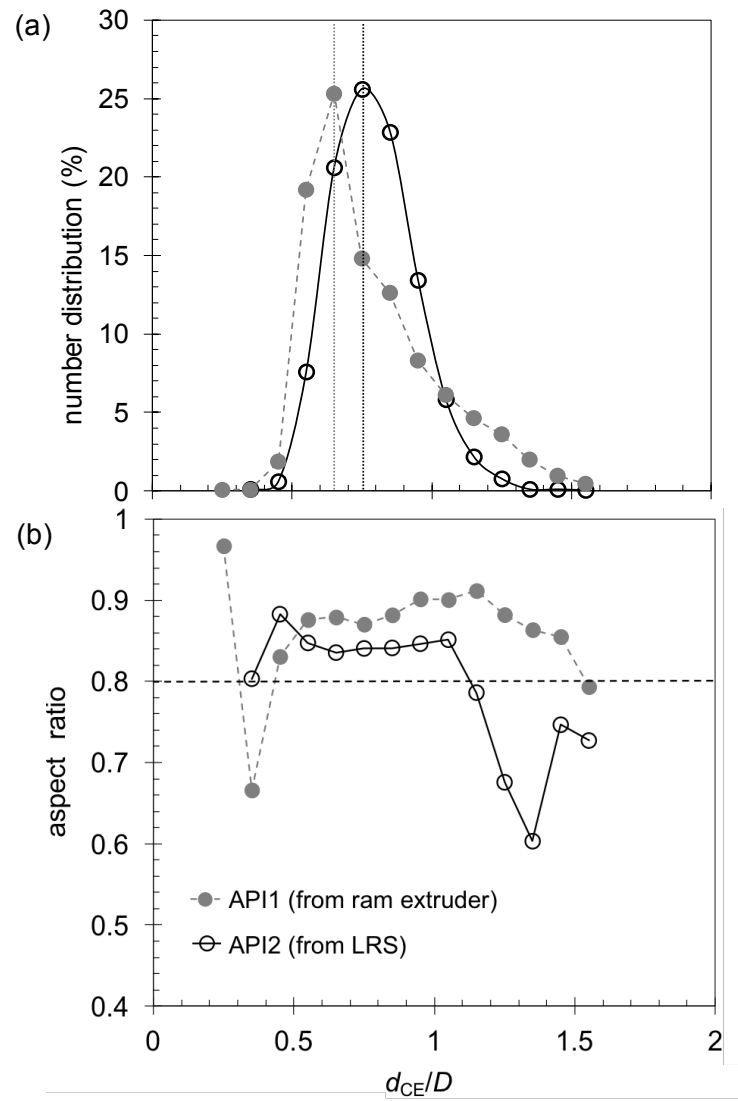 (a)
30
25
20
15
10
5
0
number distribution (%)
(b)
1
0.9
0.8
0.7
0.6
0.5
0.4
aspect ratio
API1 (from ram extruder)
API2 (from LRS)
0 0.5 1 1.5 2
dCE/D